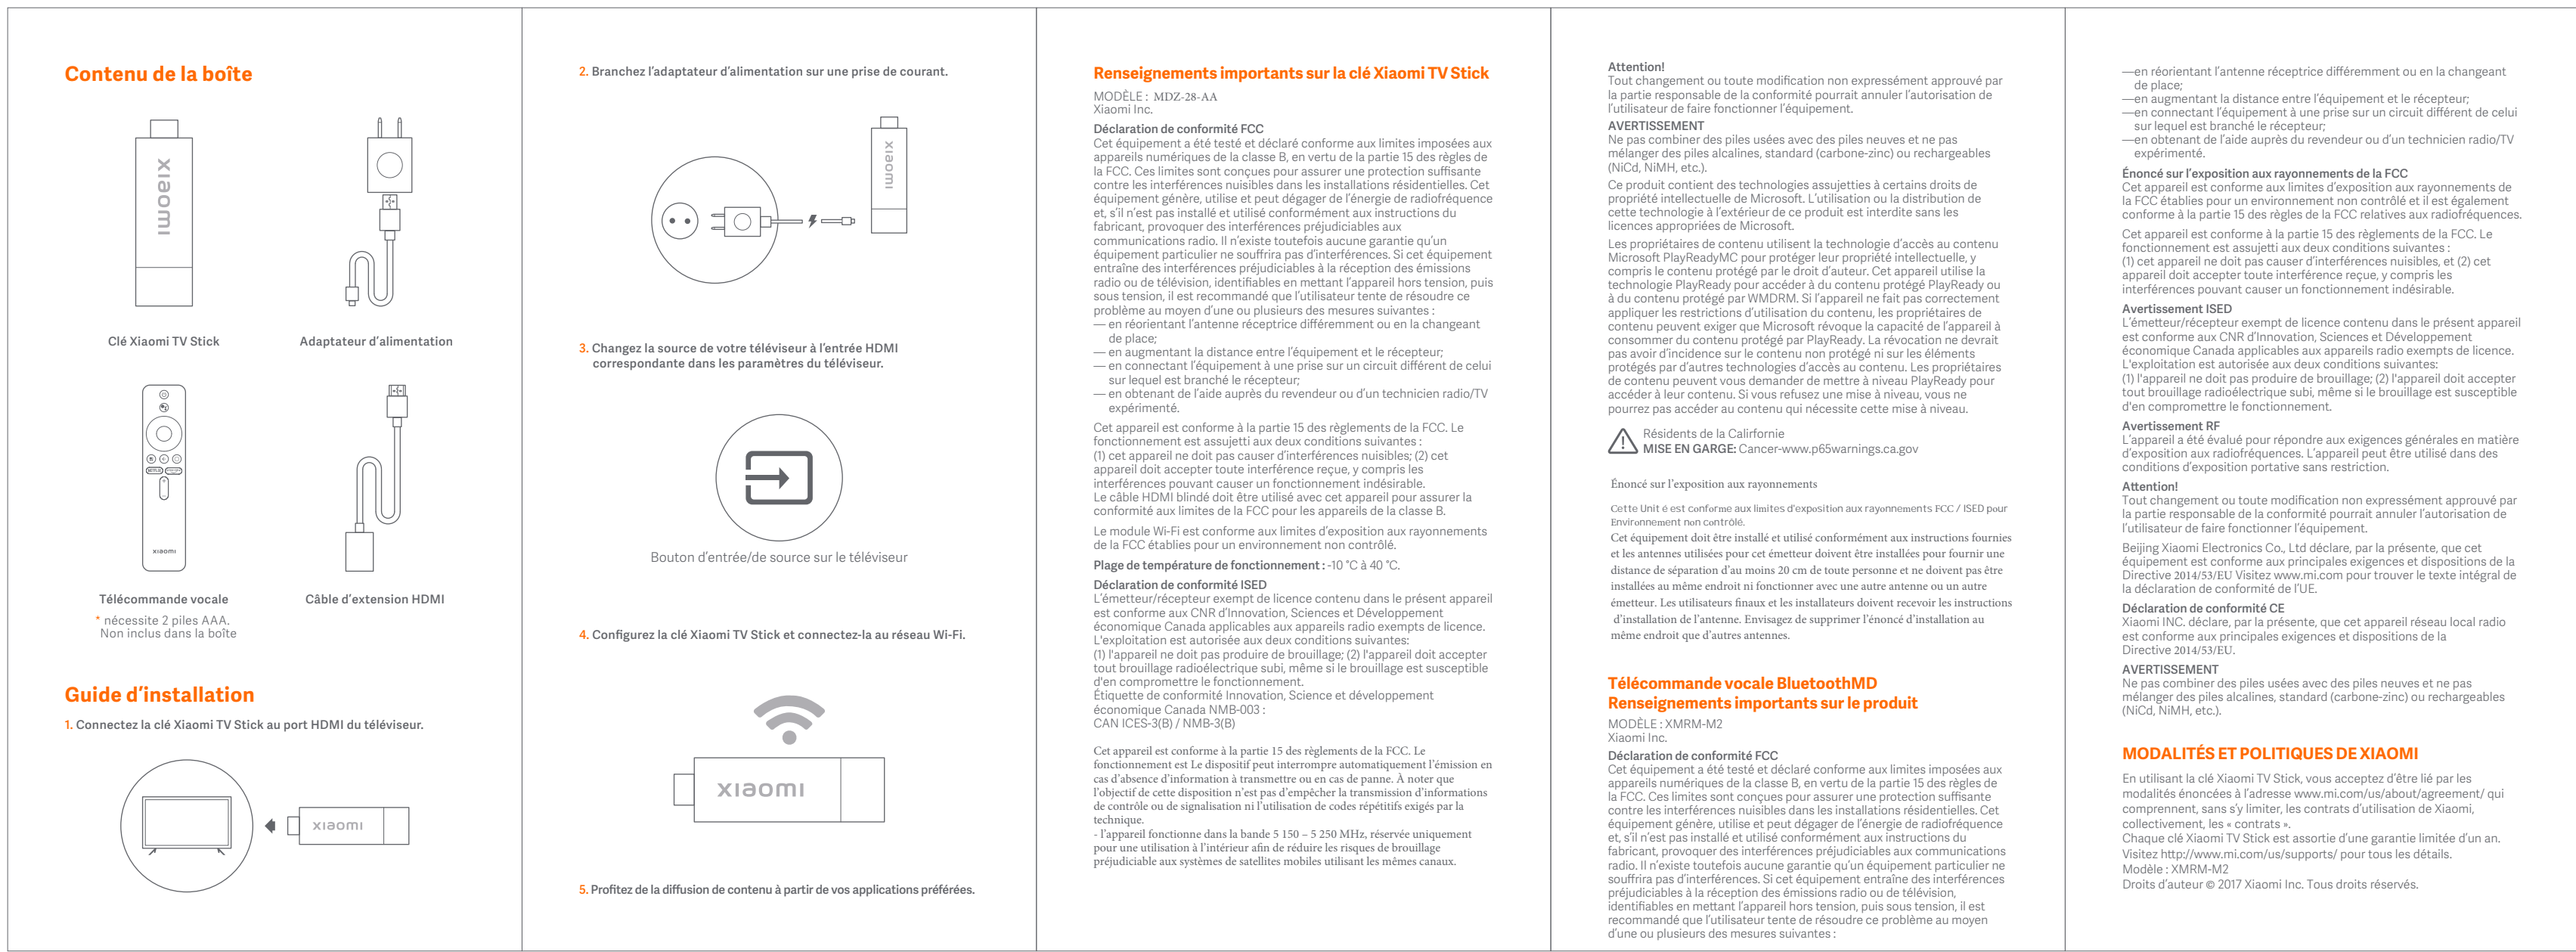 Contenu de la boîte
xiaomi
Clé Xiaomi TV Stick
Adaptateur d'alimentation
NETFLIX
xiaomi
Télécommande vocale
* nécessite 2 piles AAA.
Non inclus dans la boîte
Câble d'extension HDMI
Guide d'installation
1. Connectez la clé Xiaomi TV Stick au port HDMI du téléviseur.
xiaomi
2. Branchez l'adaptateur d'alimentation sur une prise de courant.
xiaomi
3. Changez la source de votre téléviseur à l'entrée HDMI
correspondante dans les paramètres du téléviseur.
Bouton d'entrée/de source sur le téléviseur
4. Configurez la clé Xiaomi TV Stick et connectez-la au réseau Wi-Fi.
xiaomi
5. Profitez de la diffusion de contenu à partir de vos applications préférées.
Renseignements importants sur la clé Xiaomi TV Stick
MODÈLE : MDZ-28-AA
Xiaomi Inc.
Déclaration de conformité FCC
Cet équipement a été testé et déclaré conforme aux limites imposées aux
appareils numériques de la classe B, en vertu de la partie 15 des règles de
la FCC. Ces limites sont conçues pour assurer une protection suffisante
contre les interférences nuisibles dans les installations résidentielles. Cet
équipement génère, utilise et peut dégager de l'énergie de radiofréquence
et, s'il n'est pas installé et utilisé conformément aux instructions du
fabricant, provoquer des interférences préjudiciables aux
communications radio. Il n'existe toutefois aucune garantie qu'un
équipement particulier ne souffrira pas d'interférences. Si cet équipement
entraîne des interférences préjudiciables à la réception des émissions
radio ou de télévision, identifiables en mettant l'appareil hors tension, puis
sous tension, il est recommandé que l'utilisateur tente de résoudre ce
problème au moyen d'une ou plusieurs des mesures suivantes :
— en réorientant l'antenne réceptrice différemment ou en la changeant
de place;
— en augmentant la distance entre l'équipement et le récepteur;
— en connectant l'équipement à une prise sur un circuit différent de celui
sur lequel est branché le récepteur;
— en obtenant de l'aide auprès du revendeur ou d'un technicien radio/TV
expérimenté.
Cet appareil est conforme à la partie 15 des règlements de la FCC. Le
fonctionnement est assujetti aux deux conditions suivantes :
(1) cet appareil ne doit pas causer d'interférences nuisibles; (2) cet
appareil doit accepter toute interférence reçue, y compris les
interférences pouvant causer un fonctionnement indésirable.
Le câble HDMI blindé doit être utilisé avec cet appareil pour assurer la
conformité aux limites de la FCC pour les appareils de la classe B.
Le module Wi-Fi est conforme aux limites d'exposition aux rayonnements
de la FCC établies pour un environnement non contrôlé.
Plage de température de fonctionnement : -10 °C à 40 °C.
Déclaration de conformité ISED
L'émetteur/récepteur exempt de licence contenu dans le présent appareil
est conforme aux CNR d'Innovation, Sciences et Développement
économique Canada applicables aux appareils radio exempts de licence.
L'exploitation est autorisée aux deux conditions suivantes:
(1) l'appareil ne doit pas produire de brouillage; (2) l'appareil doit accepter
tout brouillage radioélectrique subi, même si le brouillage est susceptible
d'en compromettre le fonctionnement.
Étiquette de conformité Innovation, Science et développement
économique Canada NMB-003 :
CAN ICES-3(B) / NMB-3(B)
Cet appareil est conforme à la partie 15 des règlements de la FCC. Le
fonctionnement est Le dispositif peut interrompre automatiquement l'émission en
cas d'absence d'information à transmettre ou en cas de panne. À noter que
l'objectif de cette disposition n'est pas d'empêcher la transmission d'informations
de contrôle ou de signalisation ni l'utilisation de codes répétitifs exigés par la
technique.
- l'appareil fonctionne dans la bande 5 150 – 5 250 MHz, réservée uniquement
pour une utilisation à l'intérieur afin de réduire les risques de brouillage
préjudiciable aux systèmes de satellites mobiles utilisant les mêmes canaux.
Attention!
Tout changement ou toute modification non expressément approuvé par
la partie responsable de la conformité pourrait annuler l'autorisation de
l'utilisateur de faire fonctionner l'équipement.
AVERTISSEMENT
Ne pas combiner des piles usées avec des piles neuves et ne pas
mélanger des piles alcalines, standard (carbone-zinc) ou rechargeables
(NiCd, NiMH, etc.).
Ce produit contient des technologies assujetties à certains droits de
propriété intellectuelle de Microsoft. L'utilisation ou la distribution de
cette technologie à l'extérieur de ce produit est interdite sans les
licences appropriées de Microsoft.
Les propriétaires de contenu utilisent la technologie d'accès au contenu
Microsoft PlayReadyMC pour protéger leur propriété intellectuelle, y
compris le contenu protégé par le droit d'auteur. Cet appareil utilise la
technologie PlayReady pour accéder à du contenu protégé PlayReady ou
à du contenu protégé par WMDRM. Si l'appareil ne fait pas correctement
appliquer les restrictions d'utilisation du contenu, les propriétaires de
contenu peuvent exiger que Microsoft révoque la capacité de l'appareil à
consommer du contenu protégé par PlayReady. La révocation ne devrait
pas avoir d'incidence sur le contenu non protégé ni sur les éléments
protégés par d'autres technologies d'accès au contenu. Les propriétaires
de contenu peuvent vous demander de mettre à niveau PlayReady pour
accéder à leur contenu. Si vous refusez une mise à niveau, vous ne
pourrez pas accéder au contenu qui nécessite cette mise à niveau.
Résidents de la Calirfornie
MISE EN GARGE: Cancer-www.p65warnings.ca.gov
Énoncé sur l'exposition aux rayonnements
Cette Unit é est conforme aux limites d'exposition aux rayonnements FCC / ISED pour
Environnement non contrôlé.
Cet équipement doit être installé et utilisé conformément aux instructions fournies
et les antennes utilisées pour cet émetteur doivent être installées pour fournir une
distance de séparation d'au moins 20 cm de toute personne et ne doivent pas être
installées au même endroit ni fonctionner avec une autre antenne ou un autre
émetteur. Les utilisateurs finaux et les installateurs doivent recevoir les instructions
d'installation de l'antenne. Envisagez de supprimer l'énoncé d'installation au
même endroit que d'autres antennes.
Télécommande vocale BluetoothMD
Renseignements importants sur le produit
MODÈLE : XMRM-M2
Xiaomi Inc.
Déclaration de conformité FCC
Cet équipement a été testé et déclaré conforme aux limites imposées aux
appareils numériques de la classe B, en vertu de la partie 15 des règles de
la FCC. Ces limites sont conçues pour assurer une protection suffisante
contre les interférences nuisibles dans les installations résidentielles. Cet
équipement génère, utilise et peut dégager de l'énergie de radiofréquence
et, s'il n'est pas installé et utilisé conformément aux instructions du
fabricant, provoquer des interférences préjudiciables aux communications
radio. Il n'existe toutefois aucune garantie qu'un équipement particulier ne
souffrira pas d'interférences. Si cet équipement entraîne des interférences
préjudiciables à la réception des émissions radio ou de télévision,
identifiables en mettant l'appareil hors tension, puis sous tension, il est
recommandé que l'utilisateur tente de résoudre ce problème au moyen
d'une ou plusieurs des mesures suivantes :
—en réorientant l'antenne réceptrice différemment ou en la changeant
de place;
—en augmentant la distance entre l'équipement et le récepteur;
—en connectant l'équipement à une prise sur un circuit différent de celui
sur lequel est branché le récepteur;
—en obtenant de l'aide auprès du revendeur ou d'un technicien radio/TV
expérimenté.
Énoncé sur l'exposition aux rayonnements de la FCC
Cet appareil est conforme aux limites d'exposition aux rayonnements de
la FCC établies pour un environnement non contrôlé et il est également
conforme à la partie 15 des règles de la FCC relatives aux radiofréquences.
Cet appareil est conforme à la partie 15 des règlements de la FCC. Le
fonctionnement est assujetti aux deux conditions suivantes :
(1) cet appareil ne doit pas causer d'interférences nuisibles, et (2) cet
appareil doit accepter toute interférence reçue, y compris les
interférences pouvant causer un fonctionnement indésirable.
Avertissement ISED
L'émetteur/récepteur exempt de licence contenu dans le présent appareil
est conforme aux CNR d'Innovation, Sciences et Développement
économique Canada applicables aux appareils radio exempts de licence.
L'exploitation est autorisée aux deux conditions suivantes:
(1) l'appareil ne doit pas produire de brouillage; (2) l'appareil doit accepter
tout brouillage radioélectrique subi, même si le brouillage est susceptible
d'en compromettre le fonctionnement.
Avertissement RF
L'appareil a été évalué pour répondre aux exigences générales en matière
d'exposition aux radiofréquences. L'appareil peut être utilisé dans des
conditions d'exposition portative sans restriction.
Attention!
Tout changement ou toute modification non expressément approuvé par
la partie responsable de la conformité pourrait annuler l'autorisation de
l'utilisateur de faire fonctionner l'équipement.
Beijing Xiaomi Electronics Co., Ltd déclare, par la présente, que cet
équipement est conforme aux principales exigences et dispositions de la
Directive 2014/53/EU Visitez www.mi.com pour trouver le texte intégral de
la déclaration de conformité de l'UE.
Déclaration de conformité CE
Xiaomi INC. déclare, par la présente, que cet appareil réseau local radio
est conforme aux principales exigences et dispositions de la
Directive 2014/53/EU.
AVERTISSEMENT
Ne pas combiner des piles usées avec des piles neuves et ne pas
mélanger des piles alcalines, standard (carbone-zinc) ou rechargeables
(NiCd, NiMH, etc.).
MODALITÉS ET POLITIQUES DE XIAOMI
En utilisant la clé Xiaomi TV Stick, vous acceptez d'être lié par les
modalités énoncées à l'adresse www.mi.com/us/about/agreement/ qui
comprennent, sans s'y limiter, les contrats d'utilisation de Xiaomi,
collectivement, les « contrats ».
Chaque clé Xiaomi TV Stick est assortie d'une garantie limitée d'un an.
Visitez http://www.mi.com/us/supports/ pour tous les détails.
Modèle : XMRM-M2
Droits d'auteur © 2017 Xiaomi Inc. Tous droits réservés.